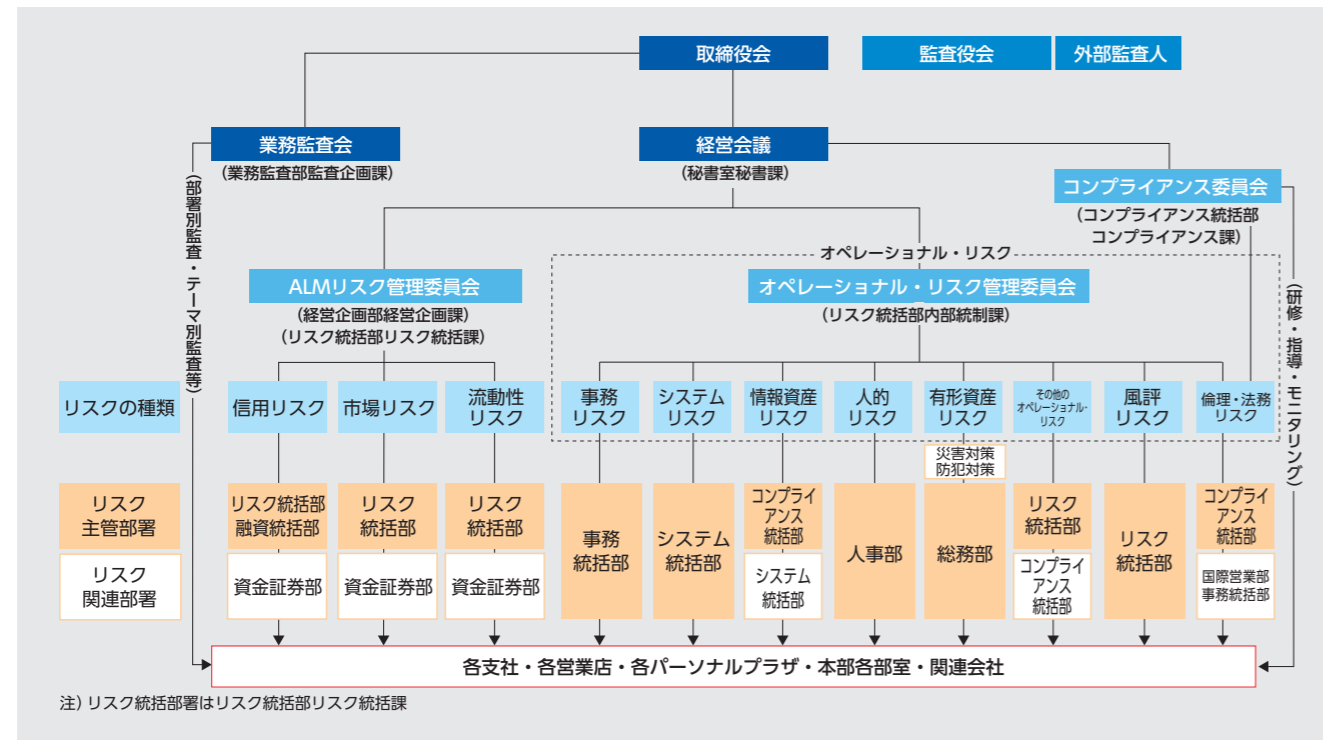 取締役会
監査役会
外部監査人
業務監査会
(業務監査部監査企画課)
経営会議
(秘書室秘書課)
コンプライアンス委員会
(コンプライアンス統括部
コンプライアンス課)
(部署別監査・テーマ別監査等)
(研修・指導・モニタリング)
オペレーショナル・リスク
ALMリスク管理委員会
(経営企画部経営企画課)
(リスク統括部リスク統括課)
オペレーショナル・リスク管理委員会
(リスク統括部内部統制課)
リスクの種類
信用リスク
市場リスク
流動性
リスク
事務
リスク
システム
リスク
情報資産
リスク
人的
リスク
有形資産
リスク
その他の
オペレーショナル・
リスク
風評
リスク
倫理・法務
リスク
災害対策
防犯対策
リスク
主管部署
リスク統括部
融資統括部
リスク
統括部
リスク
統括部
事務
統括部
システム
統括部
コンプライ
アンス
統括部
人事部
総務部
リスク
統括部
リスク
統括部
コンプライ
アンス
統括部
リスク
関連部署
資金証券部
資金証券部
資金証券部
システム
統括部
コンプライ
アンス
統括部
国際営業部
事務統括部
各支社・各営業店・各パーソナルプラザ・本部各部室・関連会社
注)リスク統括部署はリスク統括部リスク統括課